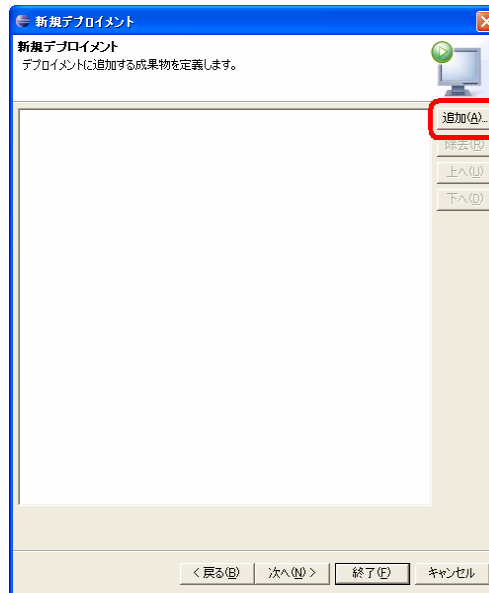 新規デプロイメント
新規デプロイメント
デプロイメントに追加する成果物を定義します。
追加(A)...
除去(R)
上へ(U)
下へ(D)
< 戻る(B)
次へ(N) >
終了(F)
キャンセル